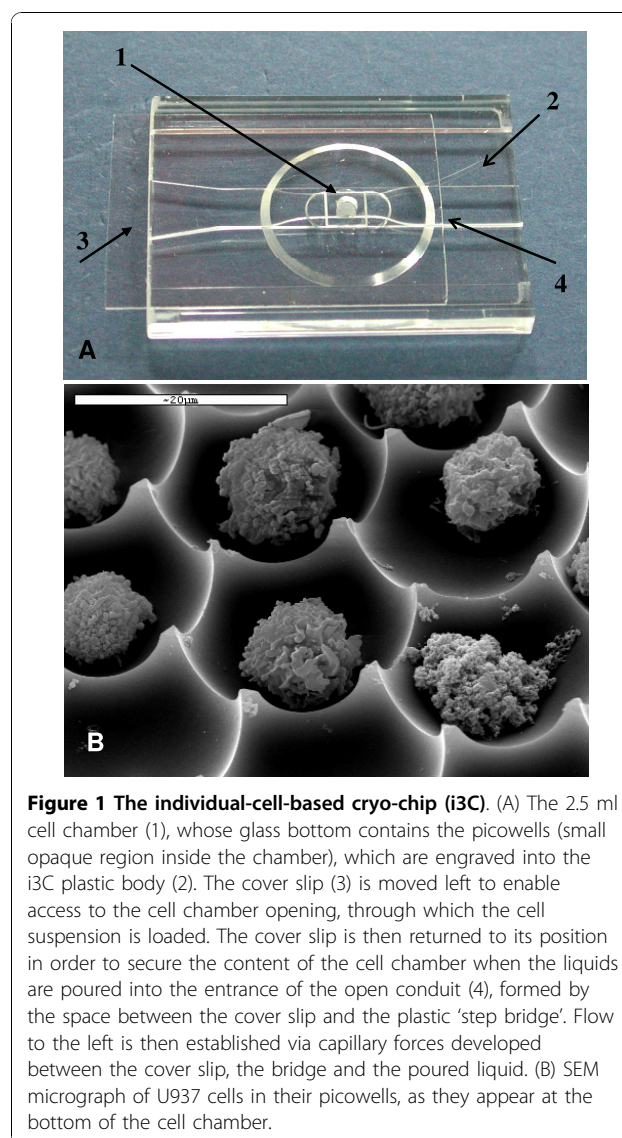 1
2
3
4
A
~20µm
B
Figure 1 The individual-cell-based cryo-chip (i3C). (A) The 2.5 ml
cell chamber (1), whose glass bottom contains the picowells (small
opaque region inside the chamber), which are engraved into the
i3C plastic body (2). The cover slip (3) is moved left to enable
access to the cell chamber opening, through which the cell
suspension is loaded. The cover slip is then returned to its position
in order to secure the content of the cell chamber when the liquids
are poured into the entrance of the open conduit (4), formed by
the space between the cover slip and the plastic ‘step bridge’. Flow
to the left is then established via capillary forces developed
between the cover slip, the bridge and the poured liquid. (B) SEM
micrograph of U937 cells in their picowells, as they appear at the
bottom of the cell chamber.